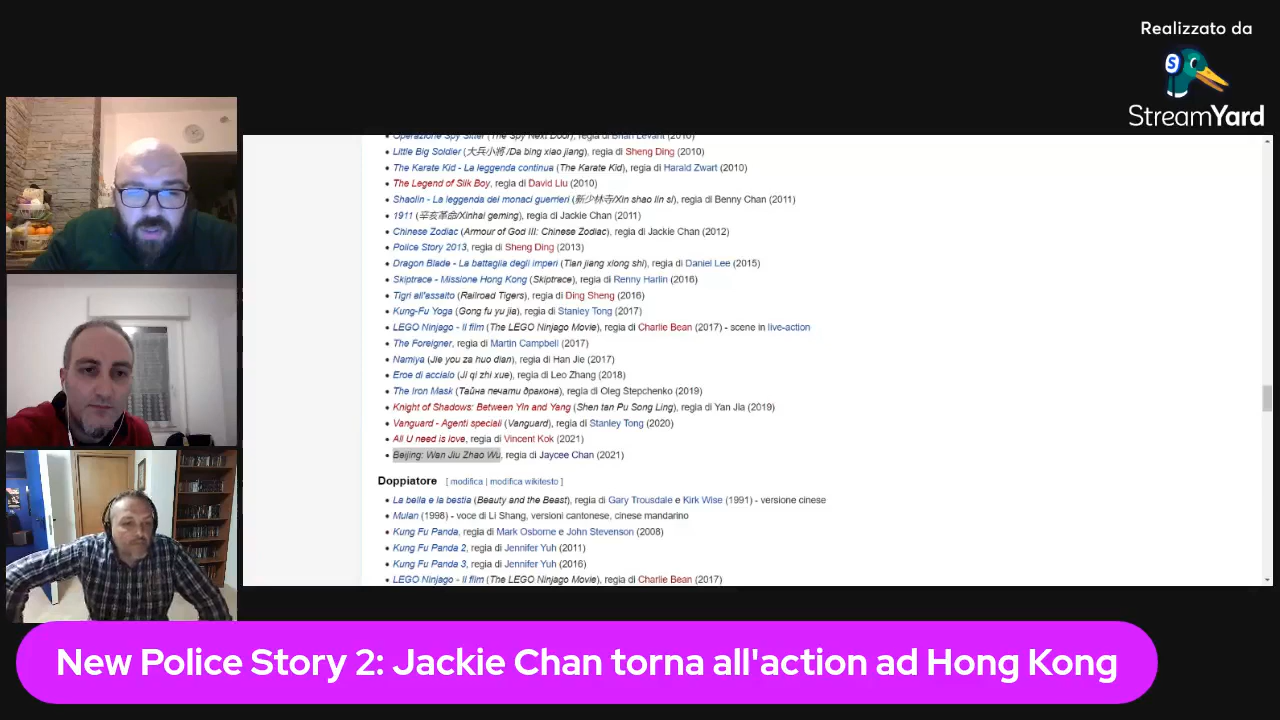 Realizzato da
StreamYard
Operazione Spy Sitter (The Spy Next Door), regia di Brian Levant (2010)
Little Big Soldier (大兵小將/Da bing xiao jiang), regia di Sheng Ding (2010)
The Karate Kid - La leggenda continua (The Karate Kid), regia di Harald Zwart (2010)
The Legend of Silk Boy, regia di David Liu (2010)
Shaolin - La leggenda dei monaci guerrieri (新少林寺/Xin shao lin si), regia di Benny Chan (2011)
1911 (辛亥革命/Xinhai geming), regia di Jackie Chan (2011)
Chinese Zodiac (Armour of God III: Chinese Zodiac), regia di Jackie Chan (2012)
Police Story 2013, regia di Sheng Ding (2013)
Dragon Blade - La battaglia degli imperi (Tian jiang xiong shi), regia di Daniel Lee (2015)
Skiptrace - Missione Hong Kong (Skiptrace), regia di Renny Harlin (2016)
Tigri all'assalto (Railroad Tigers), regia di Ding Sheng (2016)
Kung-Fu Yoga (Gong fu yu jia), regia di Stanley Tong (2017)
LEGO Ninjago - Il film (The LEGO Ninjago Movie), regia di Charlie Bean (2017) - scene in live-action
The Foreigner, regia di Martin Campbell (2017)
Namiya (Jie you za huo dian), regia di Han Jie (2017)
Eroe di acciaio (Ji qi zhi xue), regia di Leo Zhang (2018)
The Iron Mask (Тайна печати дракона), regia di Oleg Stepchenko (2019)
Knight of Shadows: Between Yin and Yang (Shen tan Pu Song Ling), regia di Yan Jia (2019)
Vanguard - Agenti speciali (Vanguard), regia di Stanley Tong (2020)
All U need is love, regia di Vincent Kok (2021)
Beijing: Wan Jiu Zhao Wu, regia di Jaycee Chan (2021)
Doppiatore [ modifica | modifica wikitesto ]
La bella e la bestia (Beauty and the Beast), regia di Gary Trousdale e Kirk Wise (1991) - versione cinese
Mulan (1998) - voce di Li Shang, versioni cantonese, cinese mandarino
Kung Fu Panda, regia di Mark Osborne e John Stevenson (2008)
Kung Fu Panda 2, regia di Jennifer Yuh (2011)
Kung Fu Panda 3, regia di Jennifer Yuh (2016)
LEGO Ninjago - Il film (The LEGO Ninjago Movie), regia di Charlie Bean (2017)
New Police Story 2: Jackie Chan torna all'action ad Hong Kong